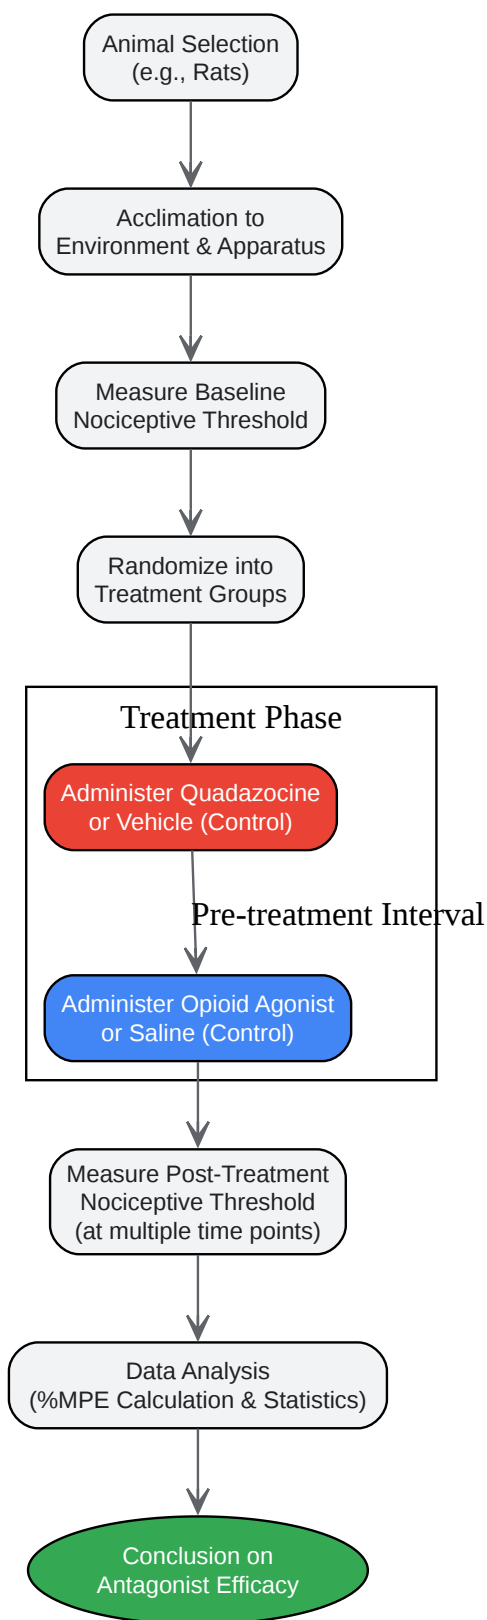 Animal Selection
(e.g., Rats)
Acclimation to
Environment & Apparatus
Measure Baseline
Nociceptive Threshold
Randomize into
Treatment Groups
Treatment Phase
Administer Quadazocine
or Vehicle (Control)
Pre-treatment Interval
Administer Opioid Agonist
or Saline (Control)
Measure Post-Treatment
Nociceptive Threshold
(at multiple time points)
Data Analysis
(%MPE Calculation & Statistics)
Conclusion on
Antagonist Efficacy